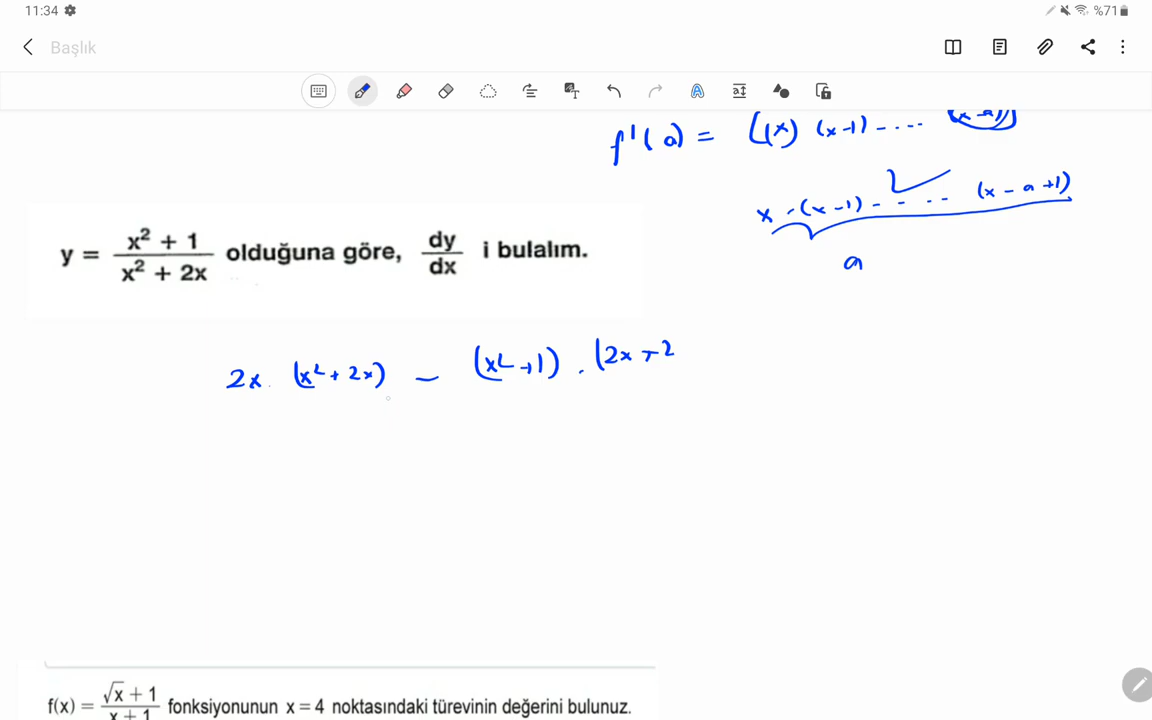 11:34 %71
Başlık
f'(a) = ((x) (x-1) - .... (x-a))
x - (x-1) - - .. (x - a +1)
a
y = x² + 1 / x² + 2x olduğuna göre, dy/dx i bulalım.
2x . (x² + 2x) - (x² + 1) . (2x + 2
f(x) = √x + 1 / x + 1 fonksiyonunun x = 4 noktasındaki türevinin değerini bulunuz.